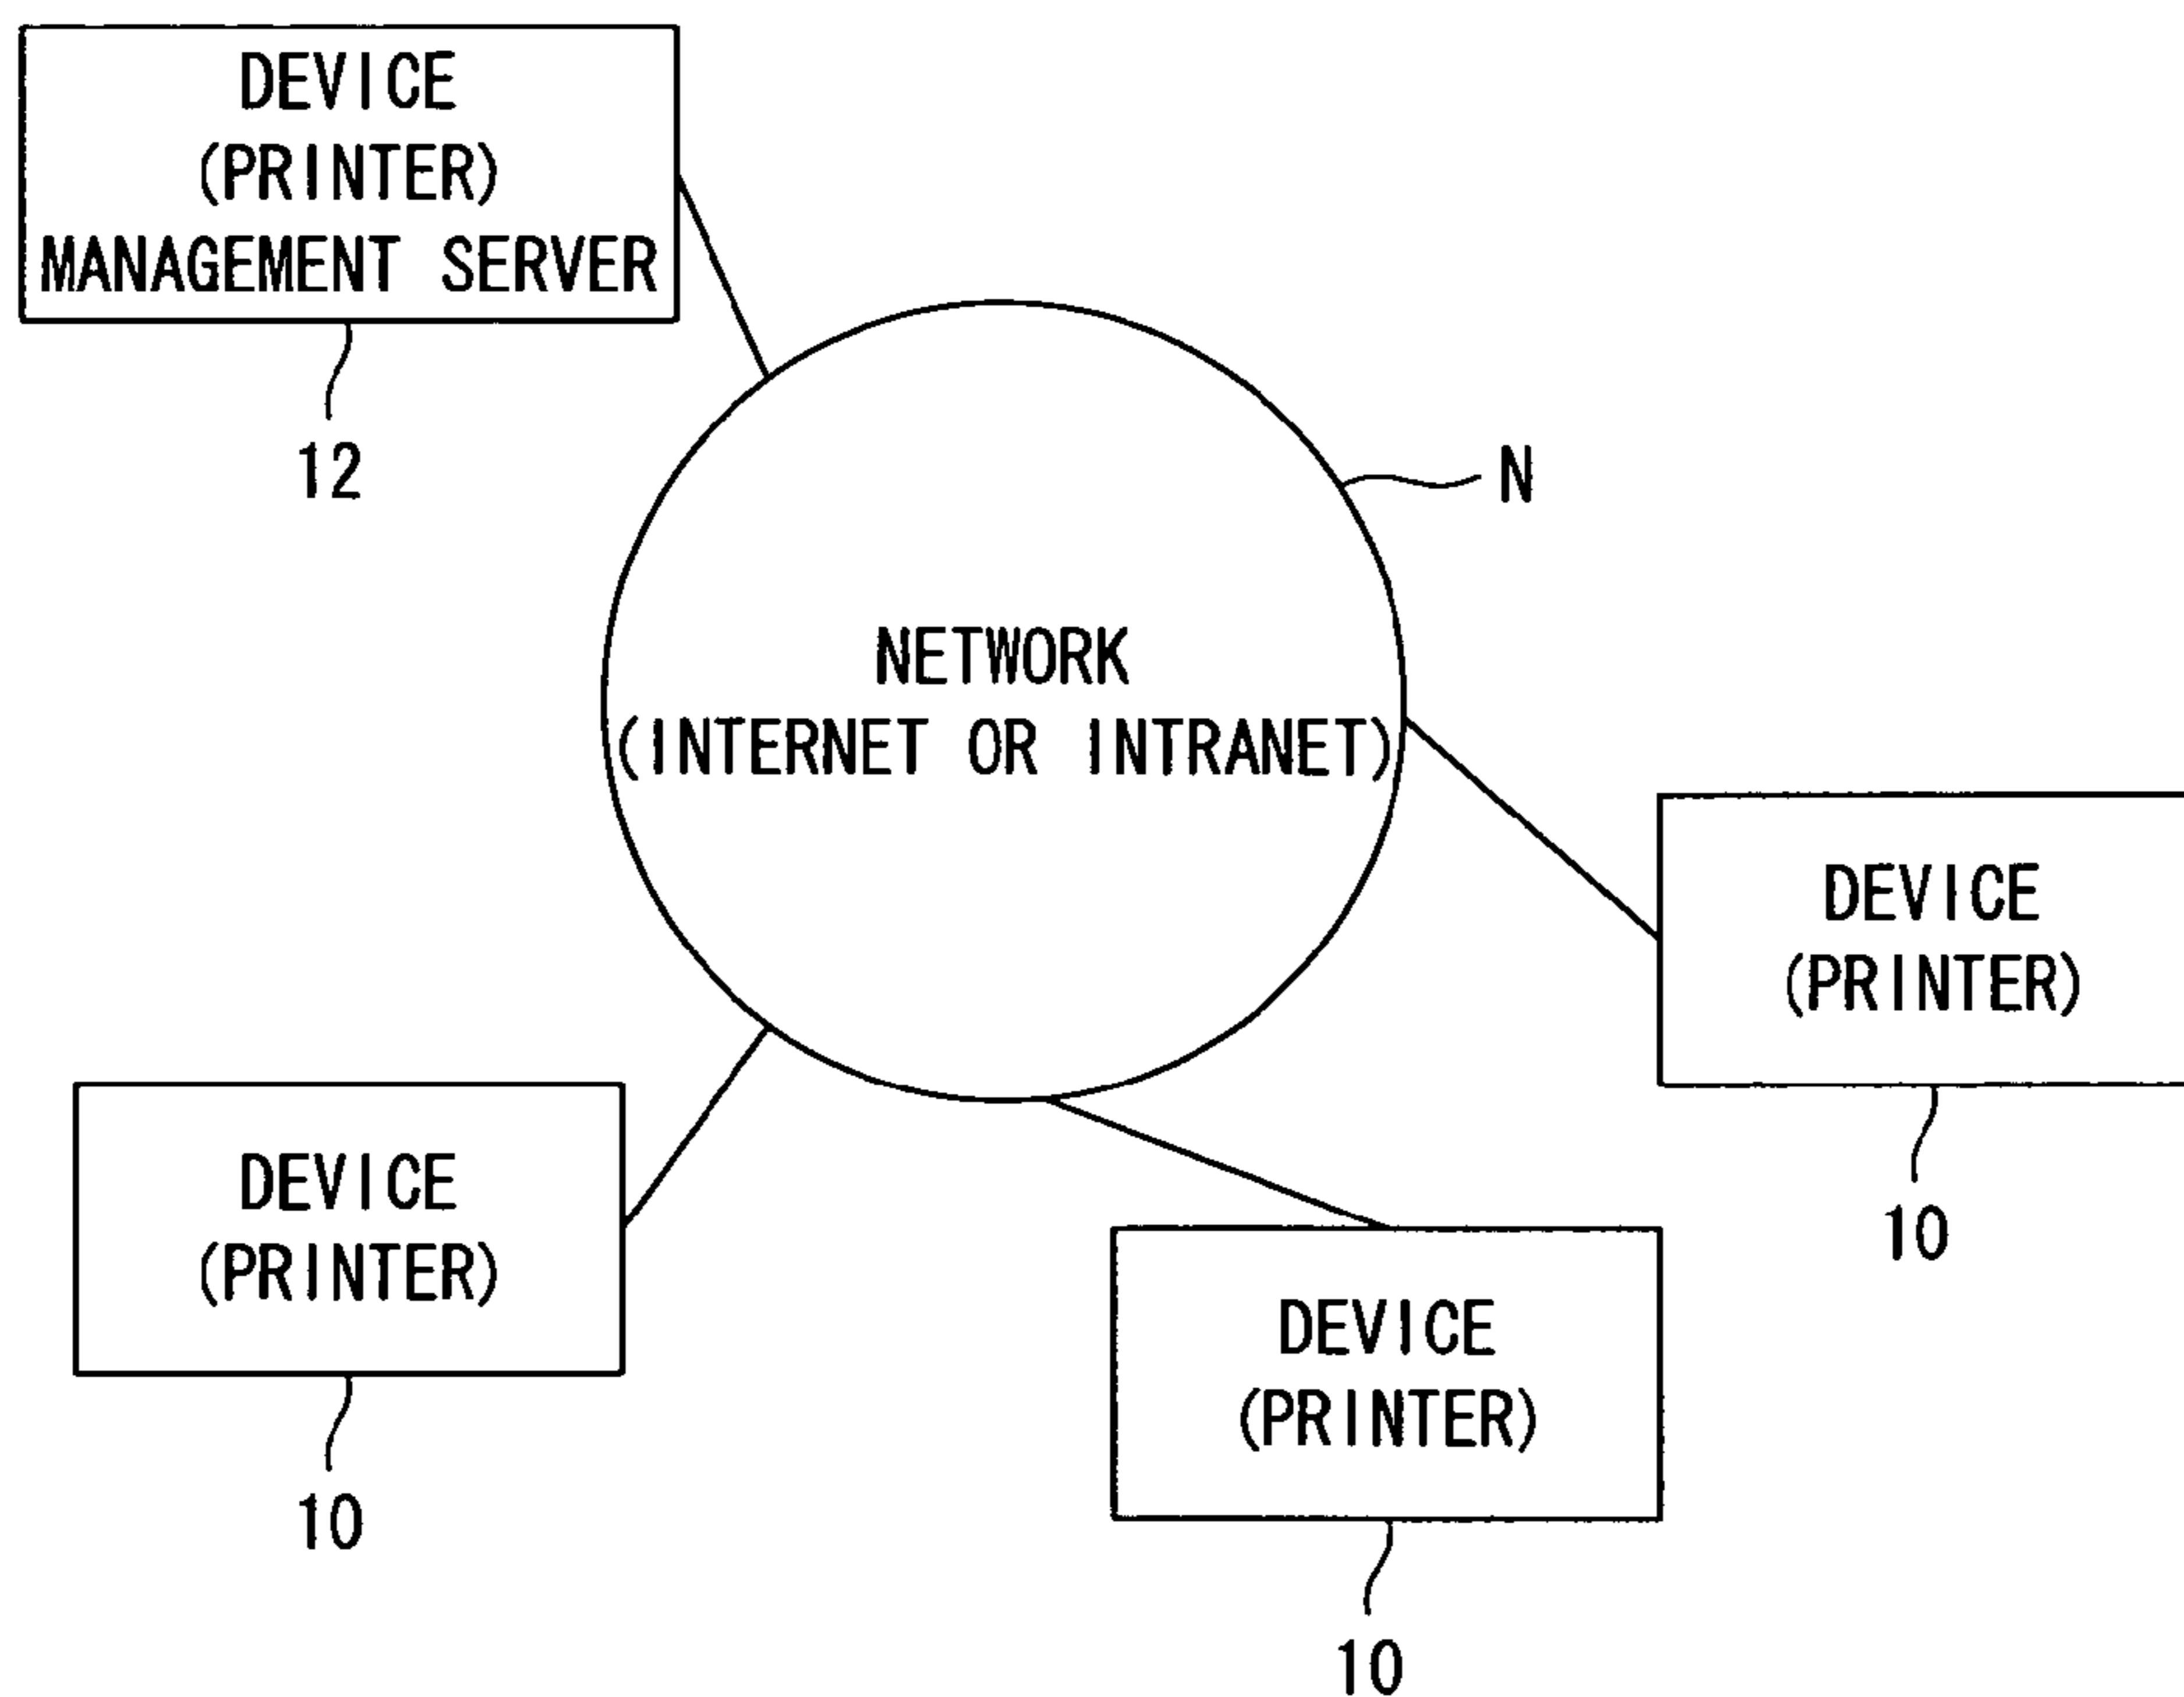 DEVICE
(PRINTER)
MANAGEMENT SERVER
12
N
NETWORK
(INTERNET OR INTRANET)
DEVICE
(PRINTER)
10
DEVICE
(PRINTER)
10
DEVICE
(PRINTER)
10